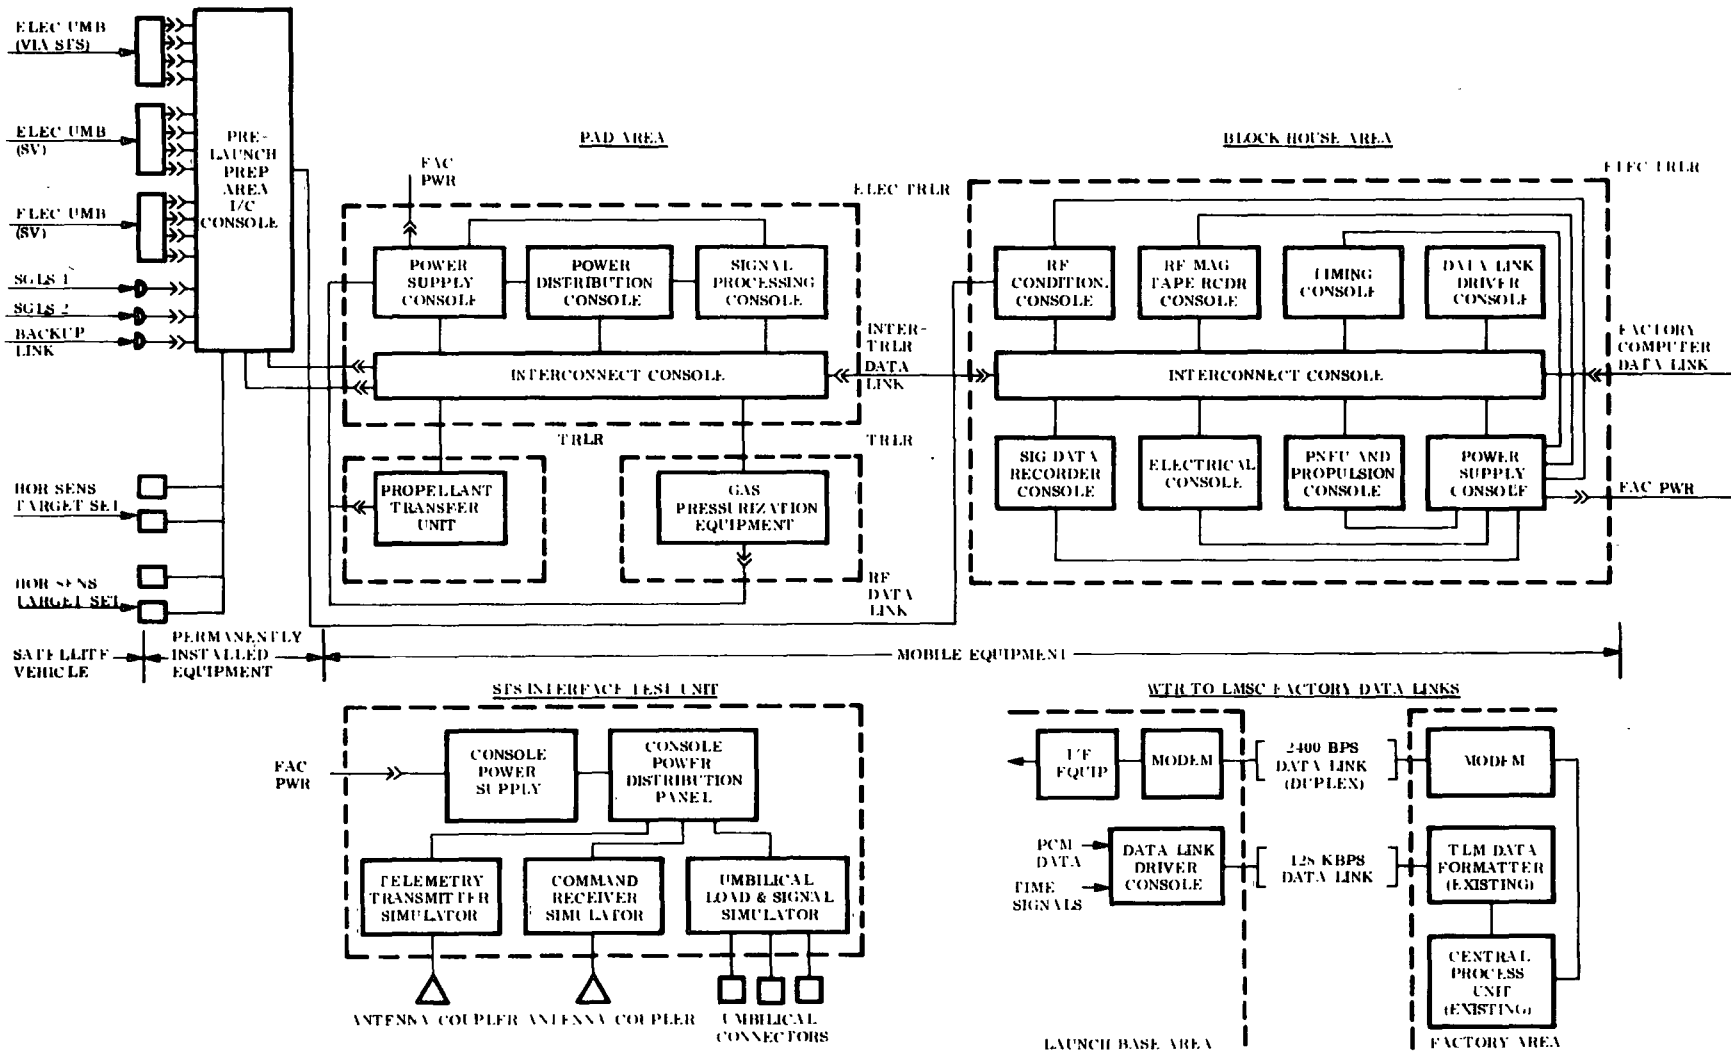 ELEC UMB
(VIA STS)
ELEC UMB
(SV)
ELEC UMB
(SV)
SGLS 1
SGLS 2
BACKUP
LINK
PRE-
LAUNCH
PREP
AREA
I/C
CONSOLE
HOR SENS
TARGET SET
HOR SENS
TARGET SET
SATELLITE
VEHICLE
PERMANENTLY
INSTALLED
EQUIPMENT
MOBILE EQUIPMENT
PAD AREA
FAC
PWR
ELEC TRLR
POWER
SUPPLY
CONSOLE
POWER
DISTRIBUTION
CONSOLE
SIGNAL
PROCESSING
CONSOLE
INTERCONNECT CONSOLE
INTER-
TRLR
DATA
LINK
TRLR
TRLR
PROPELLANT
TRANSFER
UNIT
GAS
PRESSURIZATION
EQUIPMENT
RF
DATA
LINK
BLOCK HOUSE AREA
ELEC TRLR
RF
CONDITION.
CONSOLE
RF MAG
TAPE RCDR
CONSOLE
TIMING
CONSOLE
DATA LINK
DRIVER
CONSOLE
INTERCONNECT CONSOLE
FACTORY
COMPUTER
DATA LINK
SIG DATA
RECORDER
CONSOLE
ELECTRICAL
CONSOLE
PNEU AND
PROPULSION
CONSOLE
POWER
SUPPLY
CONSOLE
FAC PWR
STS INTERFACE TEST UNIT
FAC
PWR
CONSOLE
POWER
SUPPLY
CONSOLE
POWER
DISTRIBUTION
PANEL
TELEMETRY
TRANSMITTER
SIMULATOR
COMMAND
RECEIVER
SIMULATOR
UMBILICAL
LOAD & SIGNAL
SIMULATOR
ANTENNA COUPLER
ANTENNA COUPLER
UMBILICAL
CONNECTORS
WTR TO LMSC FACTORY DATA LINKS
EQUIP
MODEM
2400 BPS
DATA LINK
(DUPLEX)
MODEM
PCM
DATA
TIME
SIGNALS
DATA LINK
DRIVER
CONSOLE
128 KBPS
DATA LINK
TLM DATA
FORMATTER
(EXISTING)
CENTRAL
PROCESS
UNIT
(EXISTING)
LAUNCH BASE AREA
FACTORY AREA